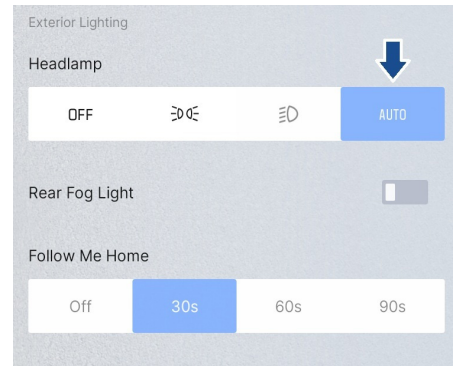 Exterior Lighting
Headlamp
OFF AUTO
Rear Fog Light
Follow Me Home
Off 30s 60s 90s